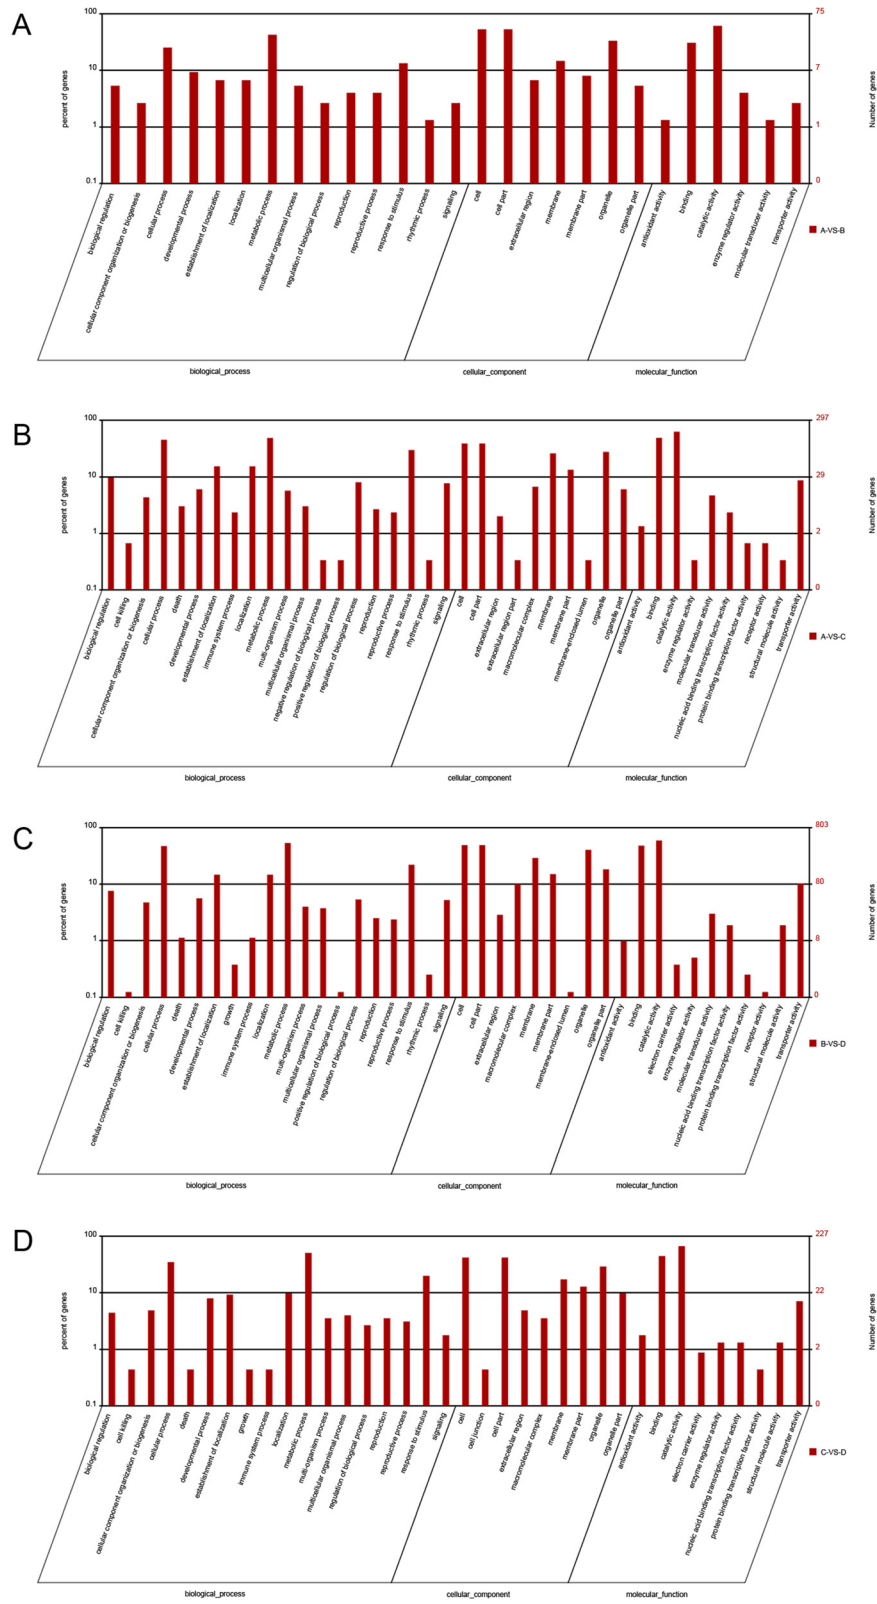 A
percent of genes
Number of genes
100
10
1
0.1
75
7
1
0
biological regulation
cellular component organization or biogenesis
cellular process
developmental process
establishment of localization
localization
metabolic process
multicellular organismal process
regulation of biological process
reproduction
reproductive process
response to stimulus
rhythmic process
signaling
cell
cell part
extracellular region
membrane
membrane part
organelle
organelle part
antioxidant activity
binding
catalytic activity
enzyme regulator activity
molecular transducer activity
transporter activity
A-VS-B
biological_process
cellular_component
molecular_function
B
percent of genes
Number of genes
100
10
1
0.1
297
29
2
0
biological regulation
cell killing
cellular component organization or biogenesis
cellular process
death
developmental process
establishment of localization
immune system process
localization
metabolic process
multi-organism process
multicellular organismal process
negative regulation of biological process
positive regulation of biological process
regulation of biological process
reproduction
reproductive process
response to stimulus
rhythmic process
signaling
cell
cell part
extracellular region
extracellular region part
macromolecular complex
membrane
membrane part
membrane-enclosed lumen
organelle
organelle part
antioxidant activity
binding
catalytic activity
enzyme regulator activity
molecular transducer activity
nucleic acid binding transcription factor activity
protein binding transcription factor activity
receptor activity
structural molecule activity
transporter activity
A-VS-C
biological_process
cellular_component
molecular_function
C
percent of genes
Number of genes
100
10
1
0.1
803
80
8
0
biological regulation
cell killing
cellular component organization or biogenesis
cellular process
death
developmental process
establishment of localization
growth
immune system process
localization
metabolic process
multi-organism process
multicellular organismal process
positive regulation of biological process
regulation of biological process
reproduction
reproductive process
response to stimulus
rhythmic process
signaling
cell
cell part
extracellular region
macromolecular complex
membrane
membrane part
membrane-enclosed lumen
organelle
organelle part
antioxidant activity
binding
catalytic activity
electron carrier activity
enzyme regulator activity
molecular transducer activity
nucleic acid binding transcription factor activity
protein binding transcription factor activity
receptor activity
structural molecule activity
transporter activity
B-VS-D
biological_process
cellular_component
molecular_function
D
percent of genes
Number of genes
100
10
1
0.1
227
22
2
0
biological regulation
cell killing
cellular component organization or biogenesis
cellular process
death
developmental process
establishment of localization
growth
immune system process
localization
metabolic process
multi-organism process
multicellular organismal process
regulation of biological process
reproduction
reproductive process
response to stimulus
signaling
cell
cell junction
cell part
extracellular region
macromolecular complex
membrane
membrane part
organelle
organelle part
antioxidant activity
binding
catalytic activity
electron carrier activity
enzyme regulator activity
nucleic acid binding transcription factor activity
protein binding transcription factor activity
structural molecule activity
transporter activity
C-VS-D
biological_process
cellular_component
molecular_function